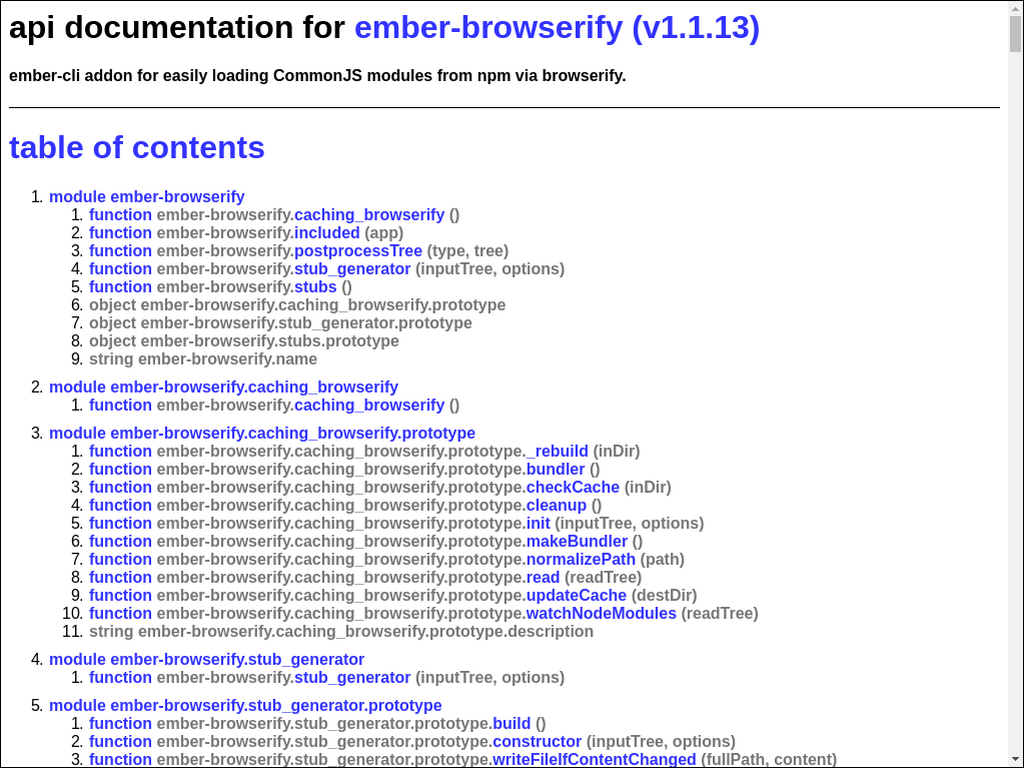 api documentation for ember-browserify (v1.1.13)
ember-cli addon for easily loading CommonJS modules from npm via browserify.
table of contents
1. module ember-browserify
1. function ember-browserify.caching_browserify ()
2. function ember-browserify.included (app)
3. function ember-browserify.postprocessTree (type, tree)
4. function ember-browserify.stub_generator (inputTree, options)
5. function ember-browserify.stubs ()
6. object ember-browserify.caching_browserify.prototype
7. object ember-browserify.stub_generator.prototype
8. object ember-browserify.stubs.prototype
9. string ember-browserify.name
2. module ember-browserify.caching_browserify
1. function ember-browserify.caching_browserify ()
3. module ember-browserify.caching_browserify.prototype
1. function ember-browserify.caching_browserify.prototype._rebuild (inDir)
2. function ember-browserify.caching_browserify.prototype.bundler ()
3. function ember-browserify.caching_browserify.prototype.checkCache (inDir)
4. function ember-browserify.caching_browserify.prototype.cleanup ()
5. function ember-browserify.caching_browserify.prototype.init (inputTree, options)
6. function ember-browserify.caching_browserify.prototype.makeBundler ()
7. function ember-browserify.caching_browserify.prototype.normalizePath (path)
8. function ember-browserify.caching_browserify.prototype.read (readTree)
9. function ember-browserify.caching_browserify.prototype.updateCache (destDir)
10. function ember-browserify.caching_browserify.prototype.watchNodeModules (readTree)
11. string ember-browserify.caching_browserify.prototype.description
4. module ember-browserify.stub_generator
1. function ember-browserify.stub_generator (inputTree, options)
5. module ember-browserify.stub_generator.prototype
1. function ember-browserify.stub_generator.prototype.build ()
2. function ember-browserify.stub_generator.prototype.constructor (inputTree, options)
3. function ember-browserify.stub_generator.prototype.writeFileIfContentChanged (fullPath, content)